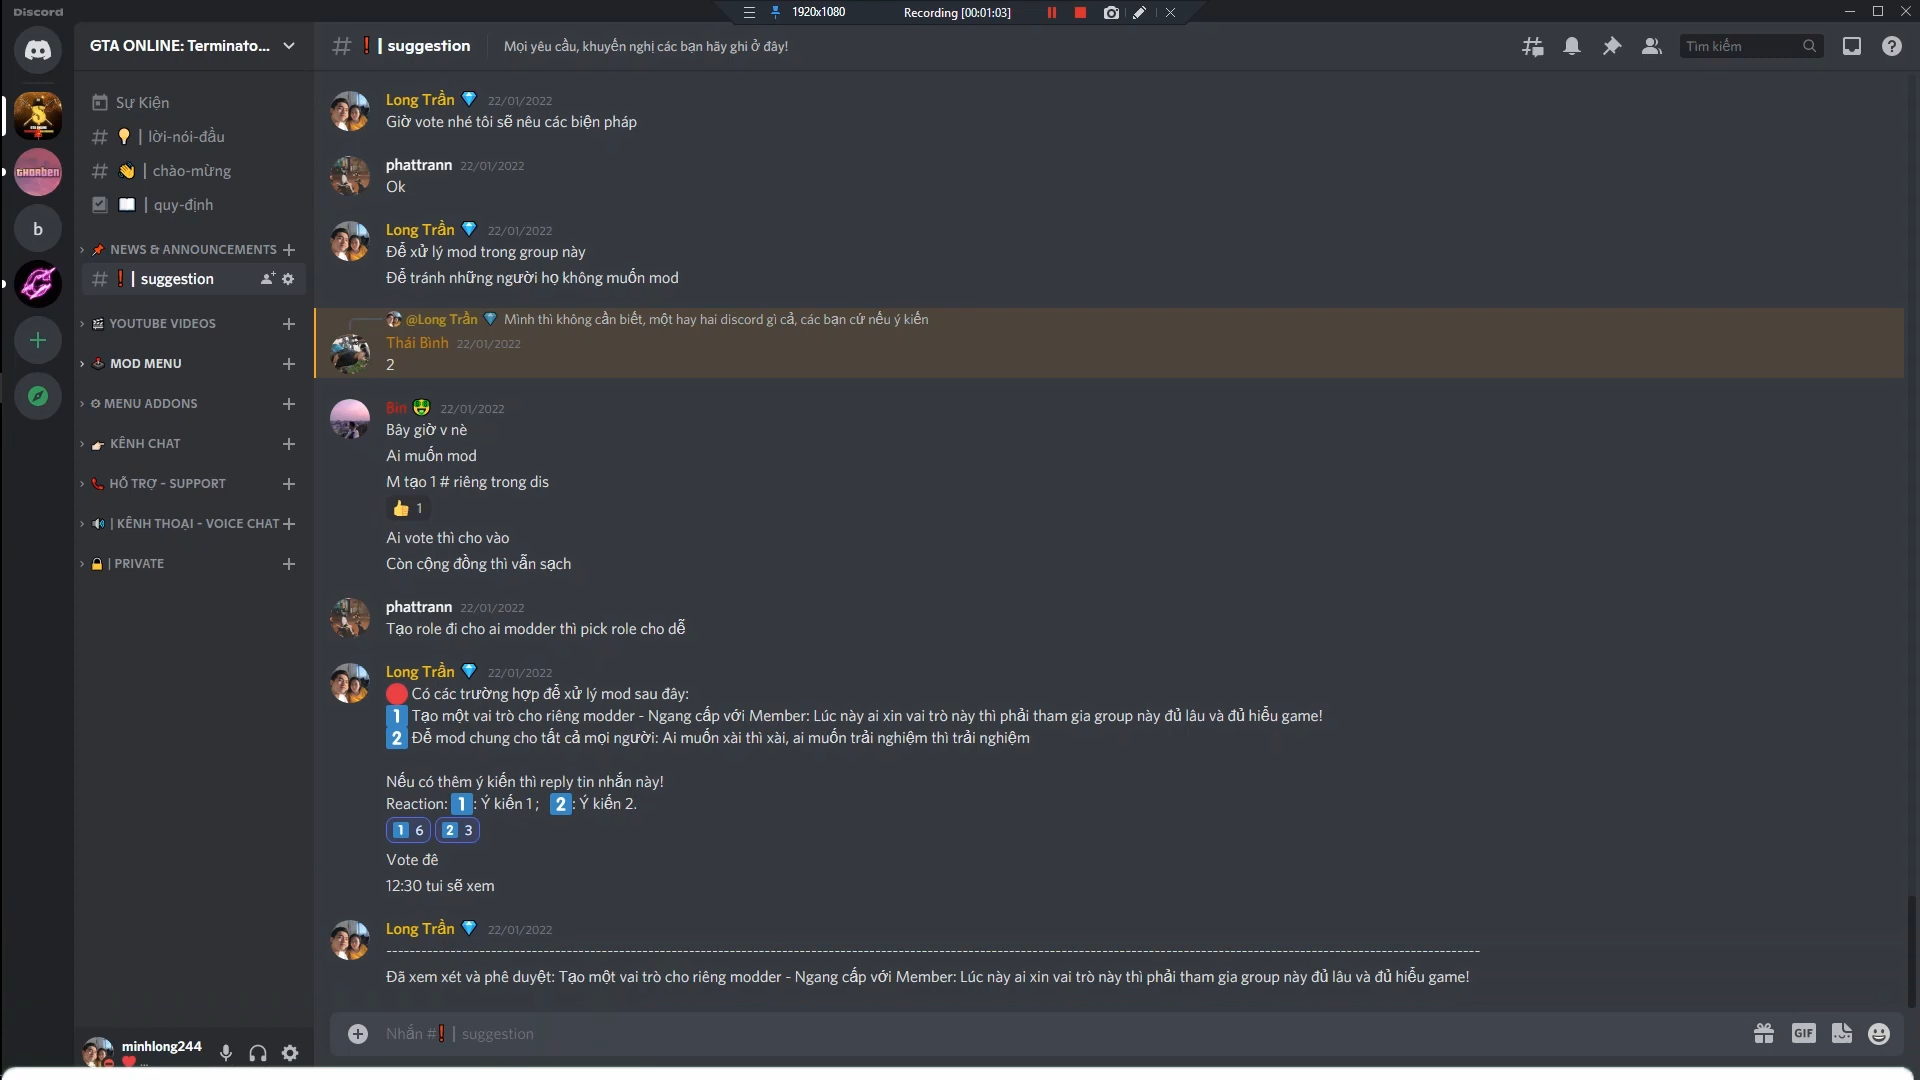 Discord
1920x1080
Recording [00:01:03]
GTA ONLINE: Terminato...
suggestion
Mọi yêu cầu, khuyến nghị các bạn hãy ghi ở đây!
Tìm kiếm
Sự Kiện
| lời-nói-đầu
| chào-mừng
| quy-định
NEWS & ANNOUNCEMENTS
| suggestion
YOUTUBE VIDEOS
MOD MENU
MENU ADDONS
KÊNH CHAT
HỖ TRỢ - SUPPORT
| KÊNH THOẠI - VOICE CHAT
| PRIVATE
THORBEN
b
Long Trần 22/01/2022
Giờ vote nhé tôi sẽ nêu các biện pháp
phattrann 22/01/2022
Ok
Long Trần 22/01/2022
Để xử lý mod trong group này
Để tránh những người họ không muốn mod
@Long Trần Mình thì không cần biết, một hay hai discord gì cả, các bạn cứ nếu ý kiến
Thái Bình 22/01/2022
2
Bin 22/01/2022
Bây giờ v nè
Ai muốn mod
M tạo 1 # riêng trong dis
1
Ai vote thì cho vào
Còn cộng đồng thì vẫn sạch
phattrann 22/01/2022
Tạo role đi cho ai modder thì pick role cho dễ
Long Trần 22/01/2022
Có các trường hợp để xử lý mod sau đây:
1 Tạo một vai trò cho riêng modder - Ngang cấp với Member: Lúc này ai xin vai trò này thì phải tham gia group này đủ lâu và đủ hiểu game!
2 Để mod chung cho tất cả mọi người: Ai muốn xài thì xài, ai muốn trải nghiệm thì trải nghiệm
Nếu có thêm ý kiến thì reply tin nhắn này!
Reaction: 1: Ý kiến 1 ; 2: Ý kiến 2.
1 6 2 3
Vote đê
12:30 tui sẽ xem
Long Trần 22/01/2022
Đã xem xét và phê duyệt: Tạo một vai trò cho riêng modder - Ngang cấp với Member: Lúc này ai xin vai trò này thì phải tham gia group này đủ lâu và đủ hiểu game!
Nhắn #❗ | suggestion
GIF
minhlong244